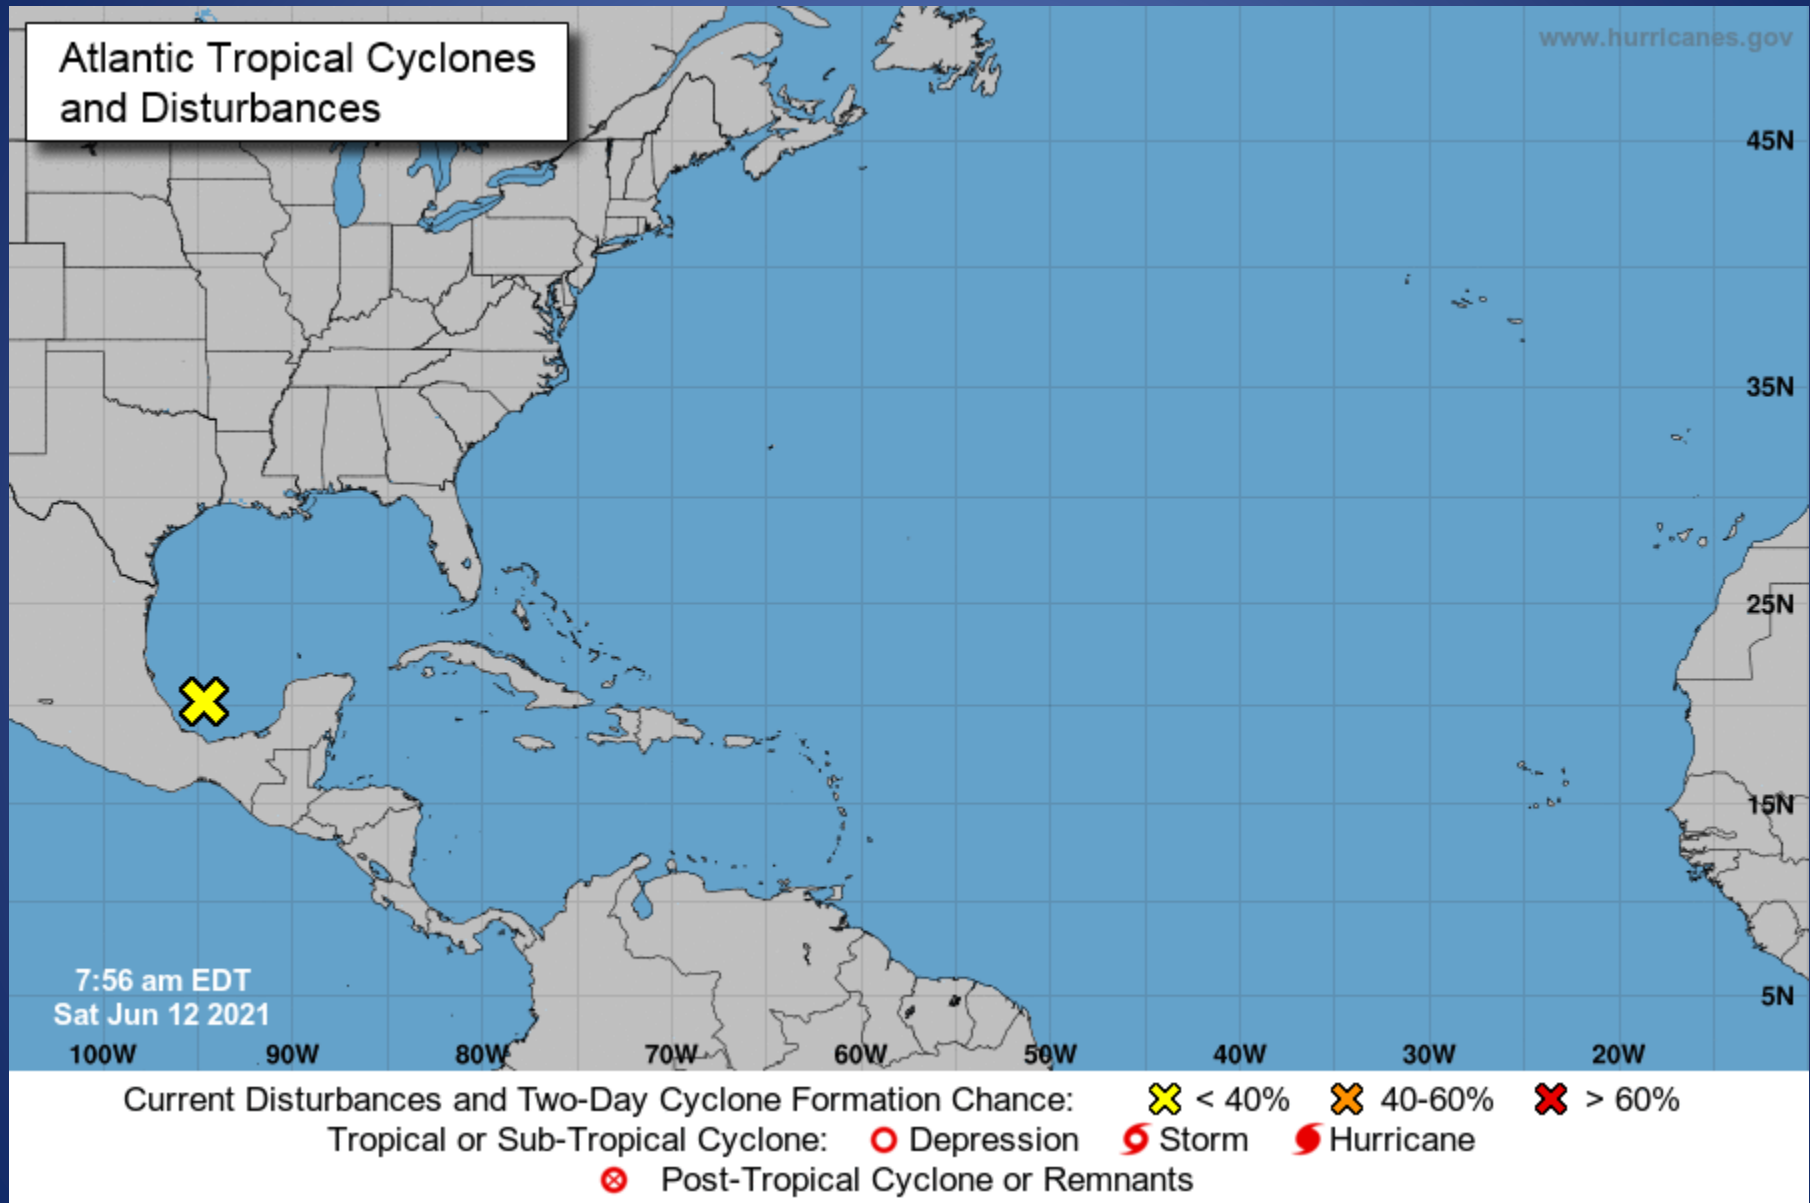 Atlantic Tropical Cyclones
and Disturbances
www.hurricanes.gov
45N
35N
25N
15N
5N
7:56 am EDT
Sat Jun 12 2021
100W 90W 80W 70W 60W 50W 40W 30W 20W
Current Disturbances and Two-Day Cyclone Formation Chance: < 40% 40-60% > 60%
Tropical or Sub-Tropical Cyclone: Depression Storm Hurricane
Post-Tropical Cyclone or Remnants